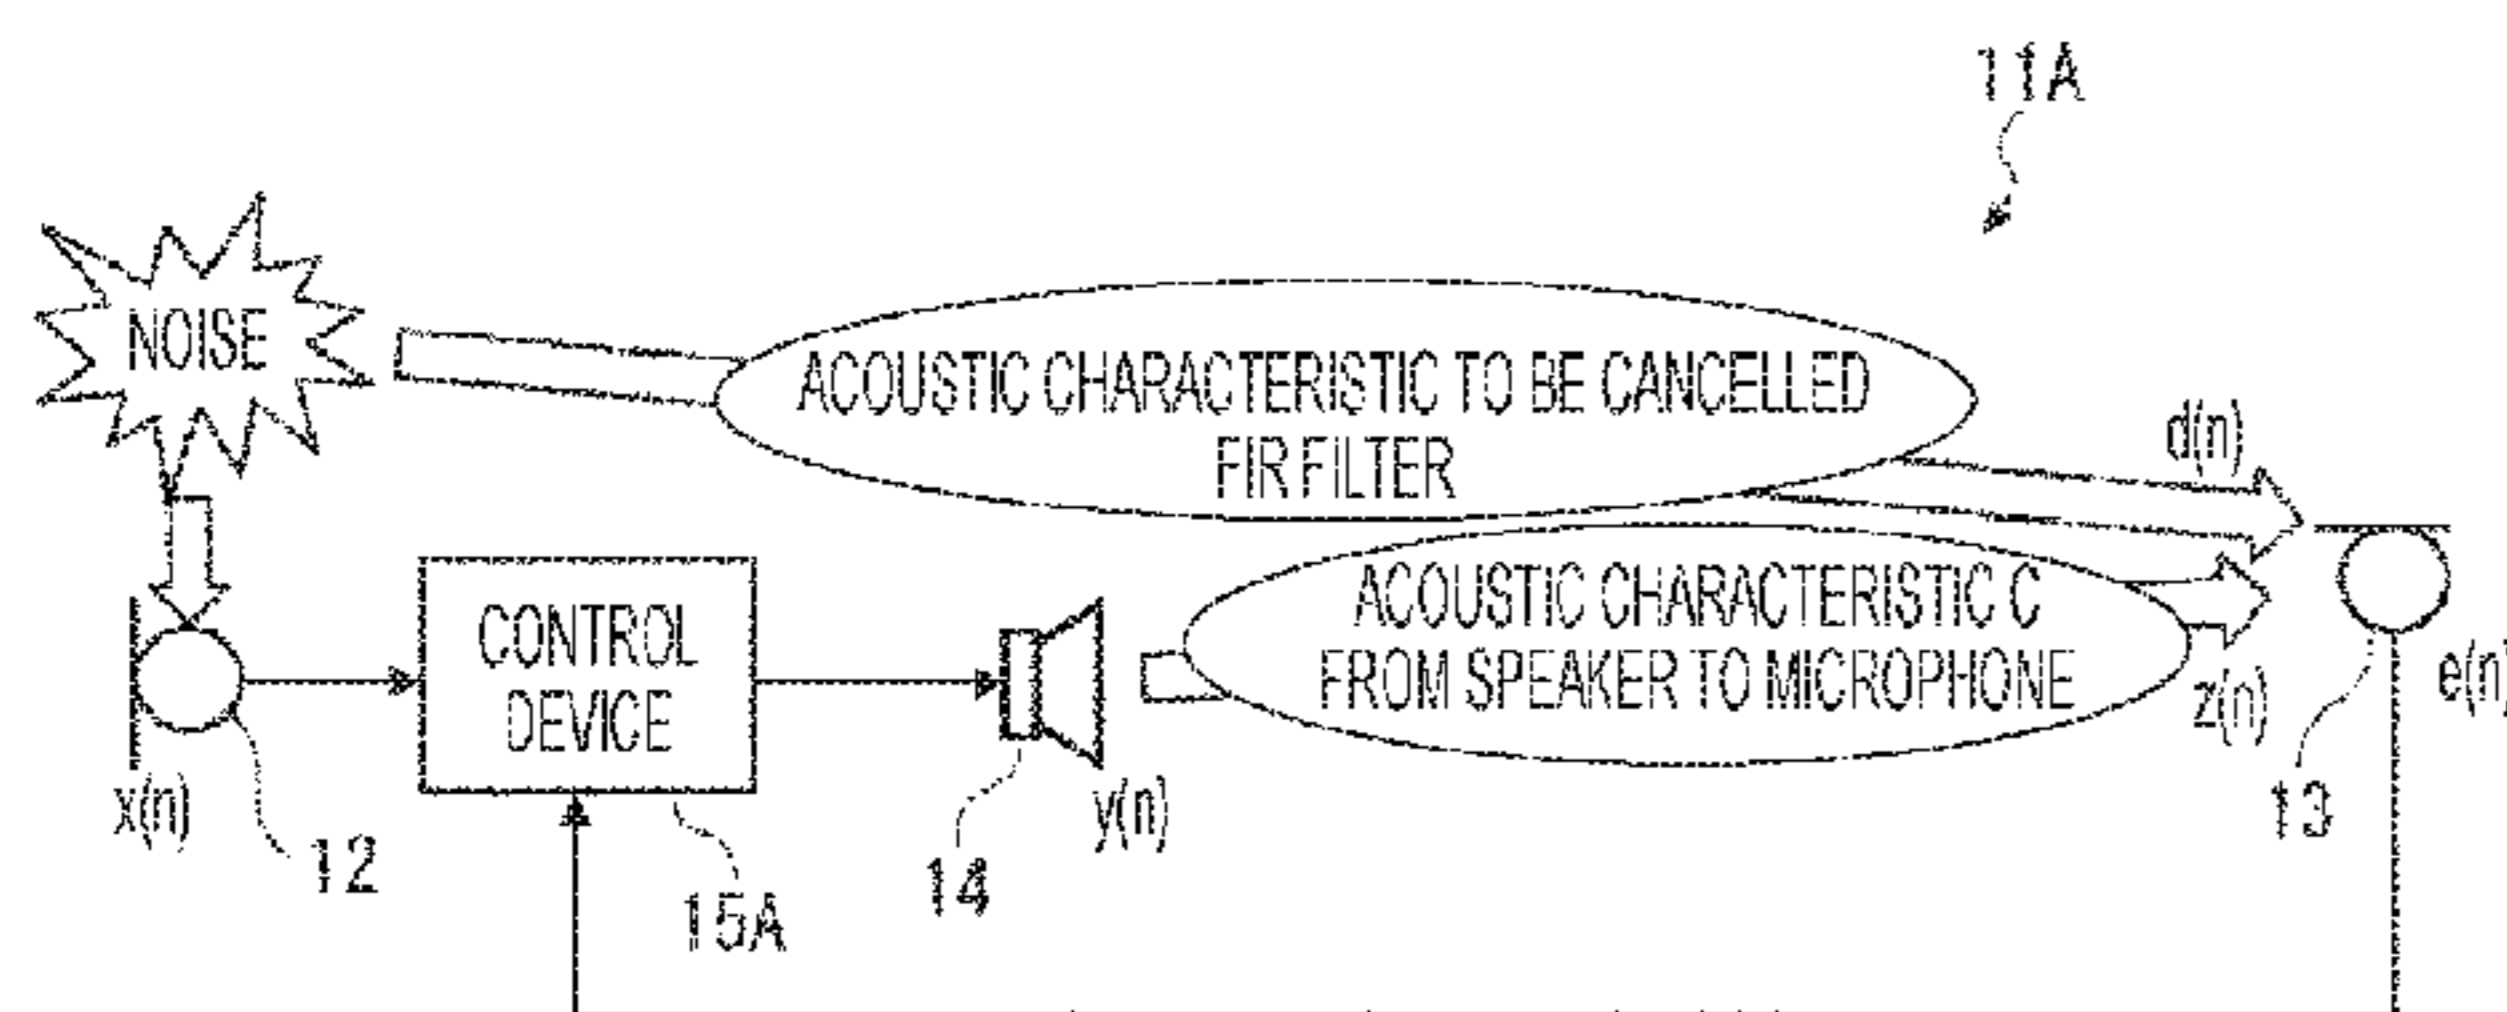 11A
NOISE
ACOUSTIC CHARACTERISTIC TO BE CANCELLED
FIR FILTER
d(n)
ACOUSTIC CHARACTERISTIC C
FROM SPEAKER TO MICROPHONE
CONTROL
DEVICE
z(n)
e(n)
x(n)
y(n)
13
12
14
15A